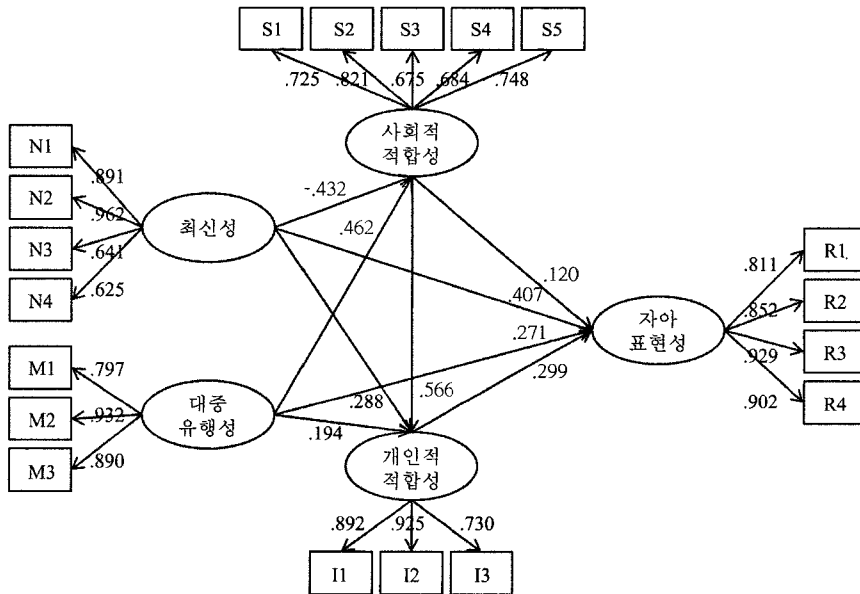 S1 S2 S3 S4 S5
.725 .821 .675 .684 .748
사회적
적합성
N1
N2
N3
N4
.891
.962
.641
.625
최신성
-.432
.462
.120
.407
.271
.566
.299
.288
.194
자아
표현성
.811
.852
.929
.902
R1
R2
R3
R4
M1
M2
M3
.797
.932
.890
대중
유행성
개인적
적합성
.892 .925 .730
I1 I2 I3